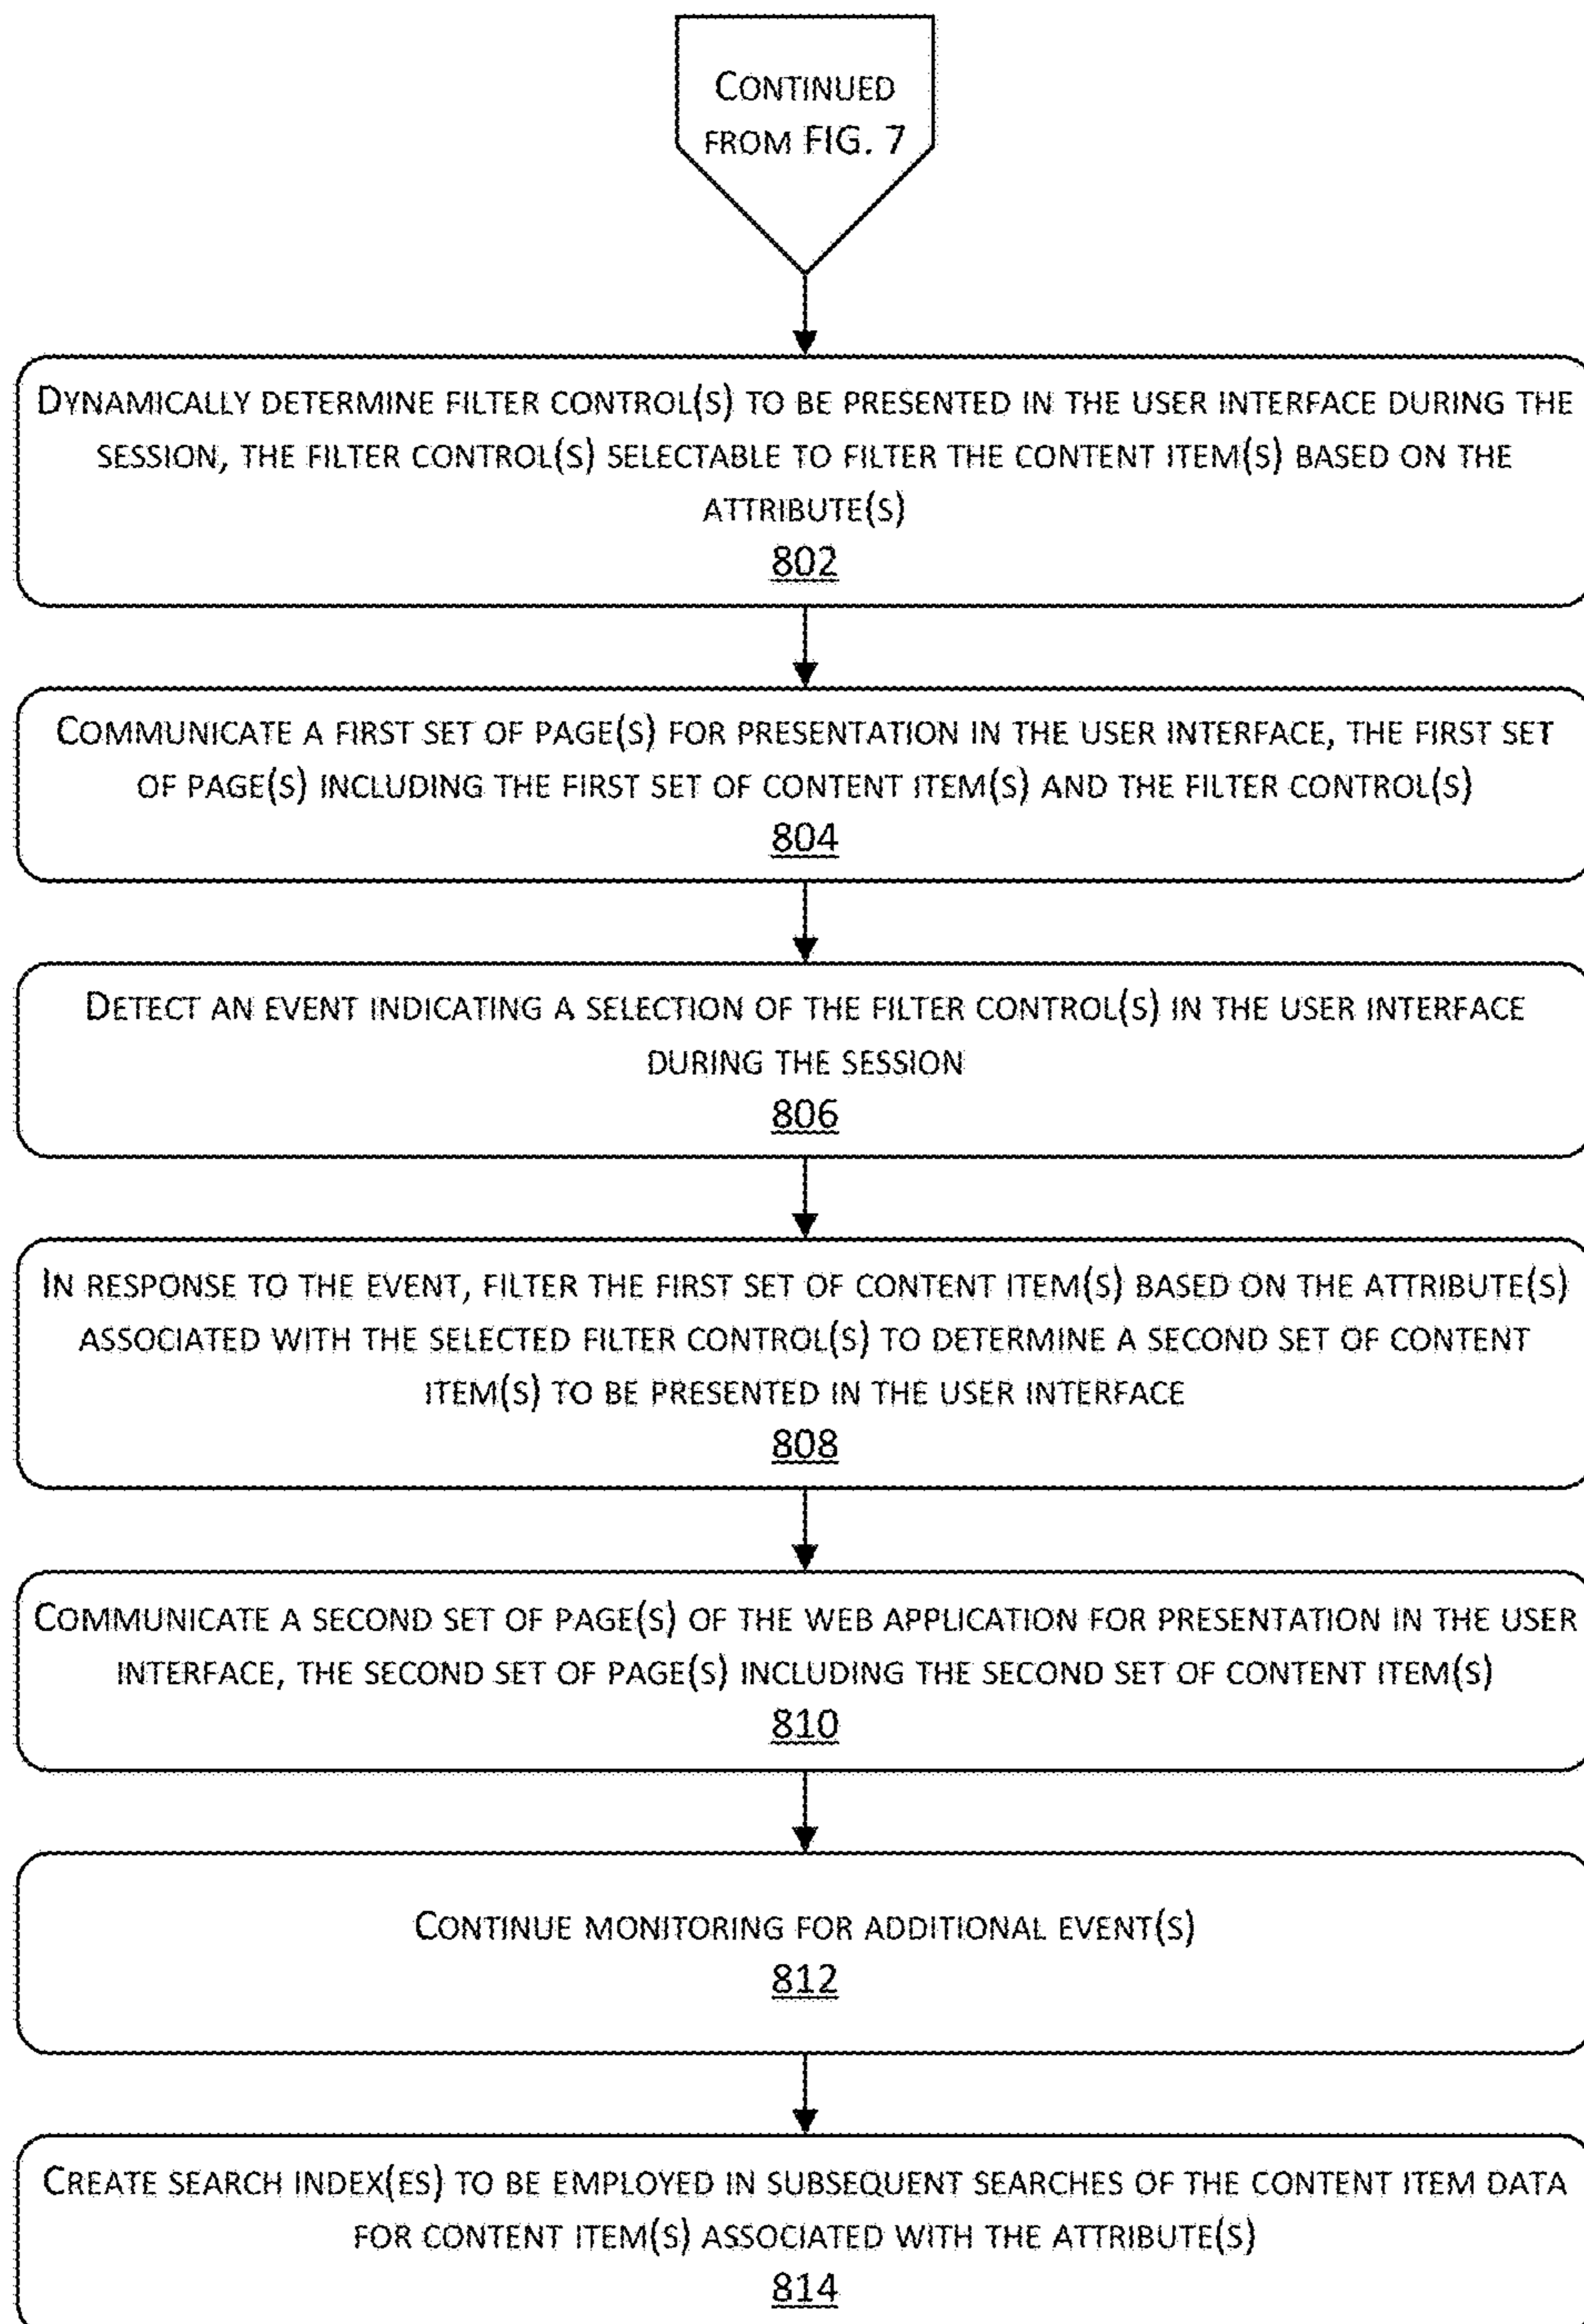 CONTINUED
FROM FIG. 7
DYNAMICALLY DETERMINE FILTER CONTROL(S) TO BE PRESENTED IN THE USER INTERFACE DURING THE
SESSION, THE FILTER CONTROL(S) SELECTABLE TO FILTER THE CONTENT ITEM(S) BASED ON THE
ATTRIBUTE(S)
802
COMMUNICATE A FIRST SET OF PAGE(S) FOR PRESENTATION IN THE USER INTERFACE, THE FIRST SET
OF PAGE(S) INCLUDING THE FIRST SET OF CONTENT ITEM(S) AND THE FILTER CONTROL(S)
804
DETECT AN EVENT INDICATING A SELECTION OF THE FILTER CONTROL(S) IN THE USER INTERFACE
DURING THE SESSION
806
IN RESPONSE TO THE EVENT, FILTER THE FIRST SET OF CONTENT ITEM(S) BASED ON THE ATTRIBUTE(S)
ASSOCIATED WITH THE SELECTED FILTER CONTROL(S) TO DETERMINE A SECOND SET OF CONTENT
ITEM(S) TO BE PRESENTED IN THE USER INTERFACE
808
COMMUNICATE A SECOND SET OF PAGE(S) OF THE WEB APPLICATION FOR PRESENTATION IN THE USER
INTERFACE, THE SECOND SET OF PAGE(S) INCLUDING THE SECOND SET OF CONTENT ITEM(S)
810
CONTINUE MONITORING FOR ADDITIONAL EVENT(S)
812
CREATE SEARCH INDEX(ES) TO BE EMPLOYED IN SUBSEQUENT SEARCHES OF THE CONTENT ITEM DATA
FOR CONTENT ITEM(S) ASSOCIATED WITH THE ATTRIBUTE(S)
814